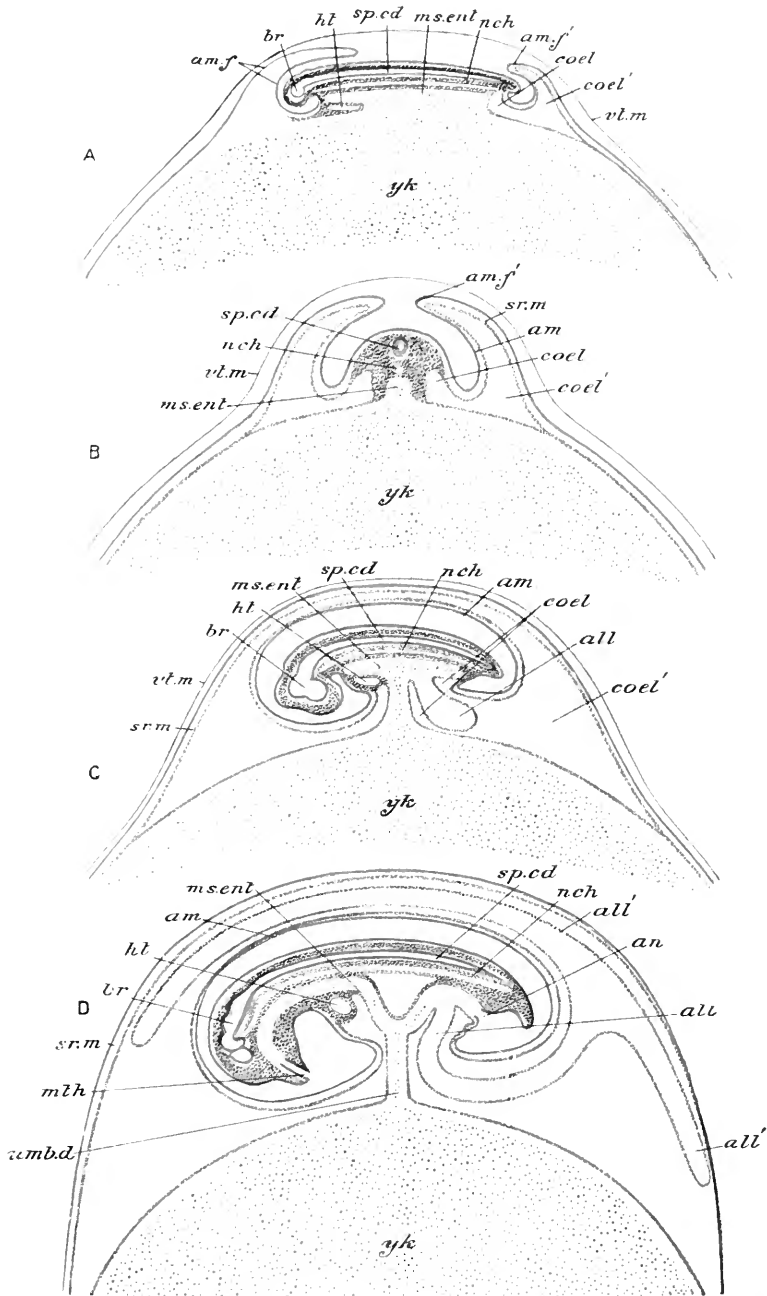 am.f
br
ht
sp.cd
ms.ent
nch
am.f'
coel
coel'
vt.m
A
yk
am.f'
sp.cd
nch
vt.m
ms.ent
sr.m
am
coel
coel'
B
yk
sp.cd
ms.ent
ht
br
vt.m
sr.m
nch
am
coel
all
coel'
C
yk
ms.ent
am
ht
br
D
sr.m
mth
umb.d
sp.cd
nch
all'
an
all
all'
yk